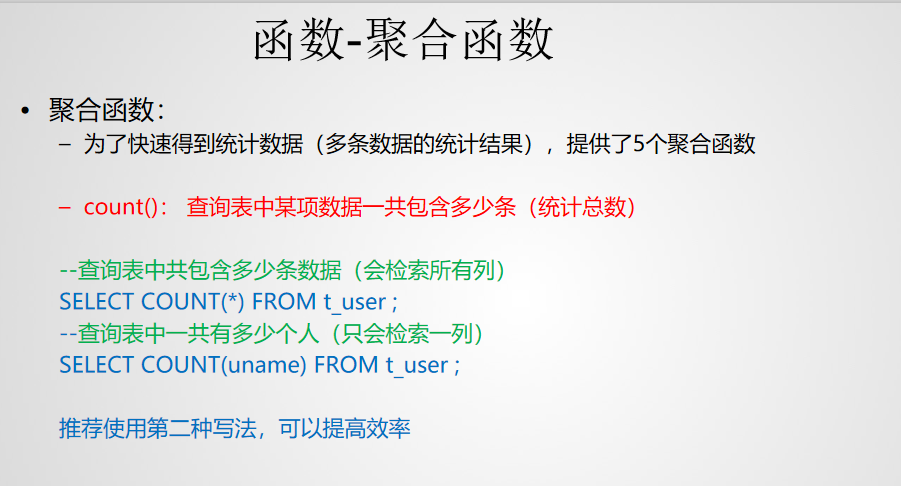 函数-聚合函数
• 聚合函数：
– 为了快速得到统计数据（多条数据的统计结果），提供了5个聚合函数
– count()： 查询表中某项数据一共包含多少条（统计总数）
--查询表中共包含多少条数据（会检索所有列）
SELECT COUNT(*) FROM t_user ;
--查询表中一共有多少个人（只会检索一列）
SELECT COUNT(uname) FROM t_user ;
推荐使用第二种写法，可以提高效率